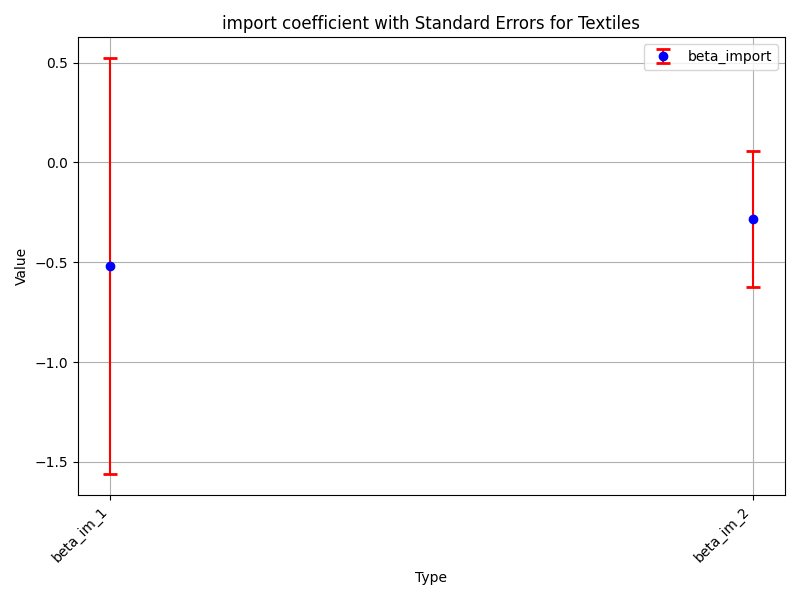 import coefficient with Standard Errors for Textiles
beta_import
0.5
0.0
−0.5
−1.0
−1.5
Value
beta_im_1
beta_im_2
Type